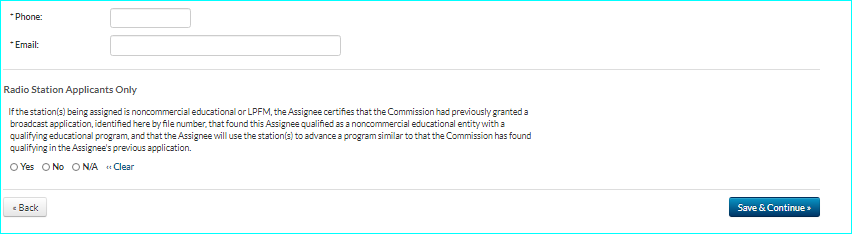 * Phone:
* Email:
Radio Station Applicants Only
If the station(s) being assigned is noncommercial educational or LPFM, the Assignee certifies that the Commission had previously granted a
broadcast application, identified here by file number, that found this Assignee qualified as a noncommercial educational entity with a
qualifying educational program, and that the Assignee will use the station(s) to advance a program similar to that the Commission has found
qualifying in the Assignee's previous application.
Yes No N/A ‹‹ Clear
« Back Save & Continue »